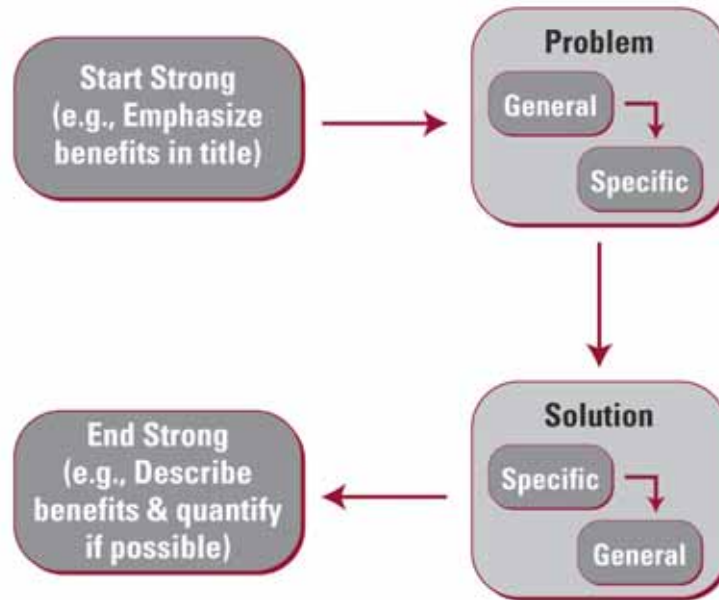 Start Strong
(e.g., Emphasize
benefits in title)
Problem
General
Specific
Solution
Specific
General
End Strong
(e.g., Describe
benefits & quantify
if possible)